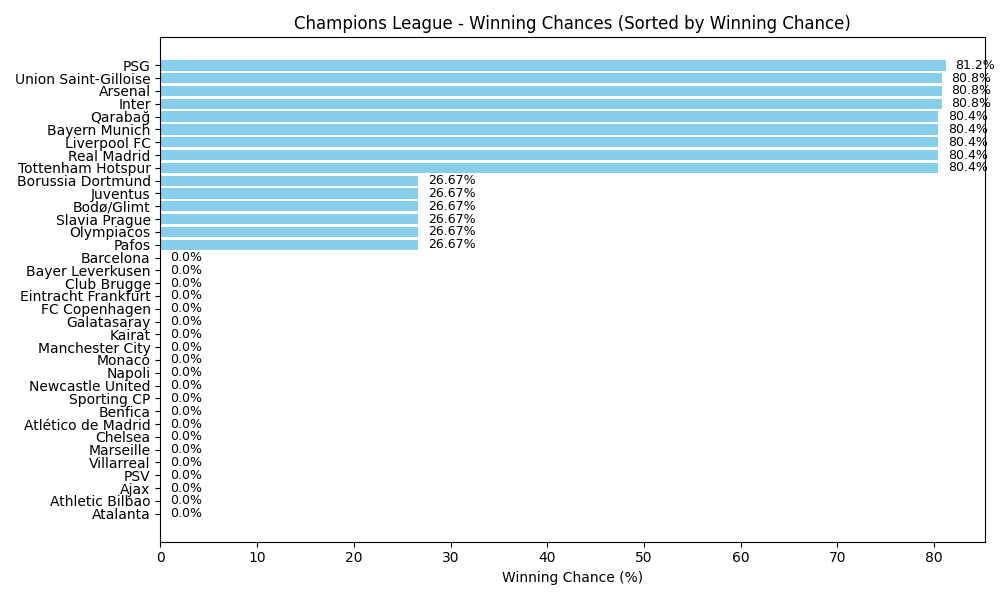 Champions League - Winning Chances (Sorted by Winning Chance)
PSG 81.2%
Union Saint-Gilloise 80.8%
Arsenal 80.8%
Inter 80.8%
Qarabağ 80.4%
Bayern Munich 80.4%
Liverpool FC 80.4%
Real Madrid 80.4%
Tottenham Hotspur 80.4%
Borussia Dortmund 26.67%
Juventus 26.67%
Bodø/Glimt 26.67%
Slavia Prague 26.67%
Olympiacos 26.67%
Pafos 26.67%
Barcelona 0.0%
Bayer Leverkusen 0.0%
Club Brugge 0.0%
Eintracht Frankfurt 0.0%
FC Copenhagen 0.0%
Galatasaray 0.0%
Kairat 0.0%
Manchester City 0.0%
Monaco 0.0%
Napoli 0.0%
Newcastle United 0.0%
Sporting CP 0.0%
Benfica 0.0%
Atlético de Madrid 0.0%
Chelsea 0.0%
Marseille 0.0%
Villarreal 0.0%
PSV 0.0%
Ajax 0.0%
Athletic Bilbao 0.0%
Atalanta 0.0%
0 10 20 30 40 50 60 70 80
Winning Chance (%)